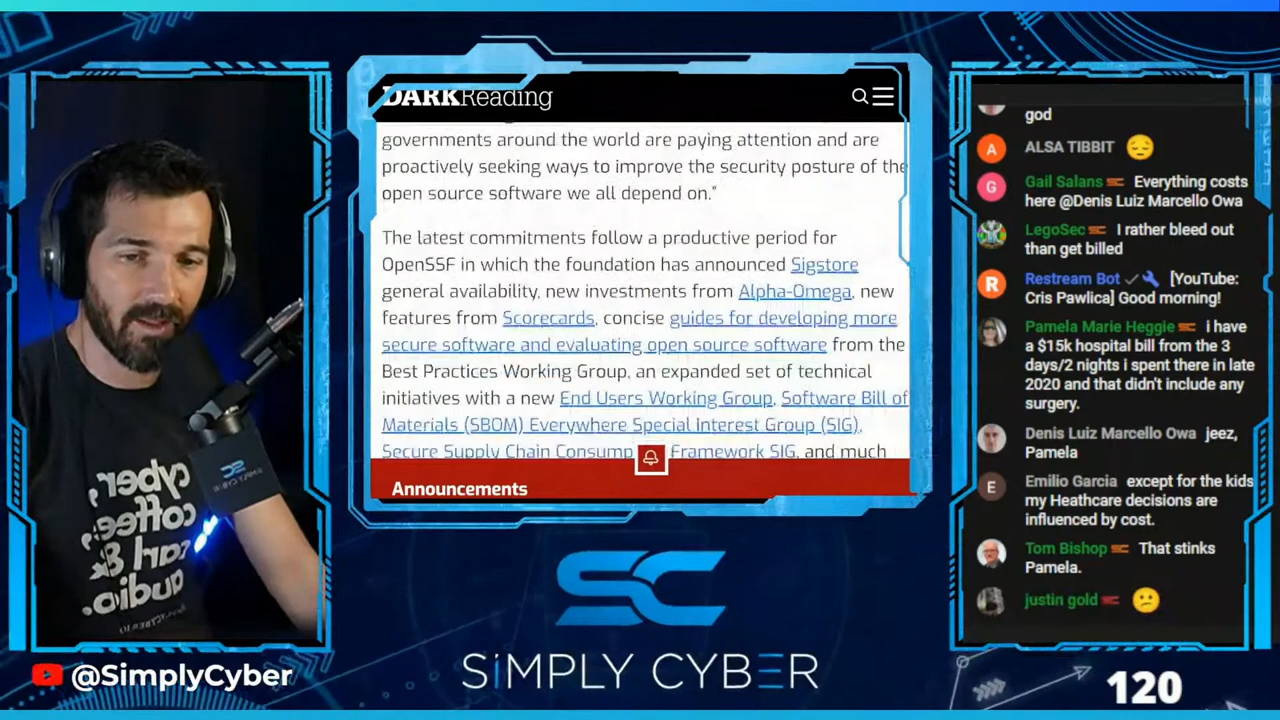 DARKReading
governments around the world are paying attention and are
proactively seeking ways to improve the security posture of the
open source software we all depend on."
The latest commitments follow a productive period for
OpenSSF in which the foundation has announced Sigstore
general availability, new investments from Alpha-Omega, new
features from Scorecards, concise guides for developing more
secure software and evaluating open source software from the
Best Practices Working Group, an expanded set of technical
initiatives with a new End Users Working Group, Software Bill of
Materials (SBOM) Everywhere Special Interest Group (SIG),
Secure Supply Chain Consump Framework SIG, and much
Announcements
cyber,
coffee,
carl &
audio.
SC
SC
SiMPLY CYBER
@SimplyCyber
god
A ALSA TIBBIT
G Gail Salans Everything costs
here @Denis Luiz Marcello Owa
LegoSec I rather bleed out
than get billed
R Restream Bot [YouTube:
Cris Pawlica] Good morning!
Pamela Marie Heggie i have
a $15k hospital bill from the 3
days/2 nights i spent there in late
2020 and that didn't include any
surgery.
Denis Luiz Marcello Owa jeez,
Pamela
E Emilio Garcia except for the kids
my Heathcare decisions are
influenced by cost.
Tom Bishop That stinks
Pamela.
justin gold
120